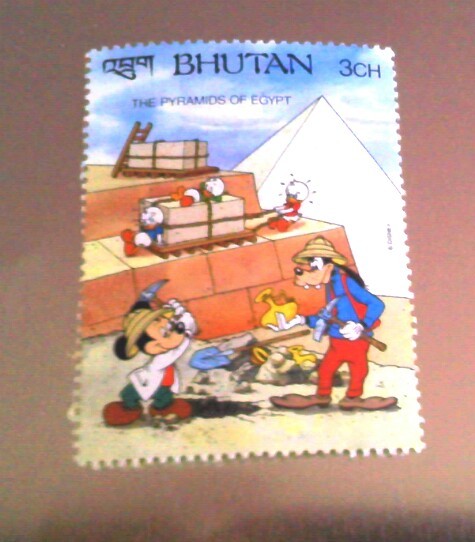 འབྲུག BHUTAN 3CH
THE PYRAMIDS OF EGYPT